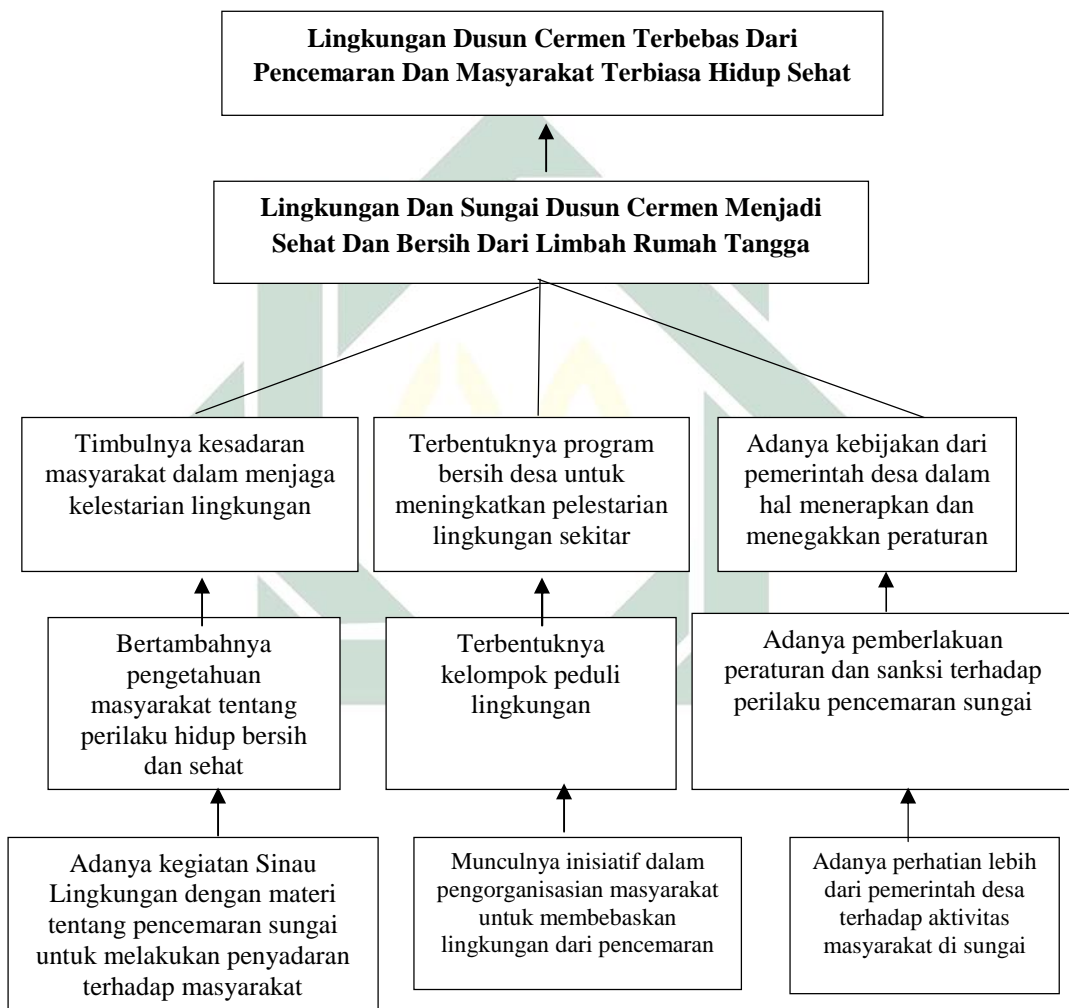 Lingkungan Dusun Cermen Terbebas Dari
Pencemaran Dan Masyarakat Terbiasa Hidup Sehat
Lingkungan Dan Sungai Dusun Cermen Menjadi
Sehat Dan Bersih Dari Limbah Rumah Tangga
Timbulnya kesadaran
masyarakat dalam menjaga
kelestarian lingkungan
Terbentuknya program
bersih desa untuk
meningkatkan pelestarian
lingkungan sekitar
Adanya kebijakan dari
pemerintah desa dalam
hal menerapkan dan
menegakkan peraturan
Bertambahnya
pengetahuan
masyarakat tentang
perilaku hidup bersih
dan sehat
Terbentuknya
kelompok peduli
lingkungan
Adanya pemberlakuan
peraturan dan sanksi terhadap
perilaku pencemaran sungai
Adanya kegiatan Sinau
Lingkungan dengan materi
tentang pencemaran sungai
untuk melakukan penyadaran
terhadap masyarakat
Munculnya inisiatif dalam
pengorganisasian masyarakat
untuk membebaskan
lingkungan dari pencemaran
Adanya perhatian lebih
dari pemerintah desa
terhadap aktivitas
masyarakat di sungai